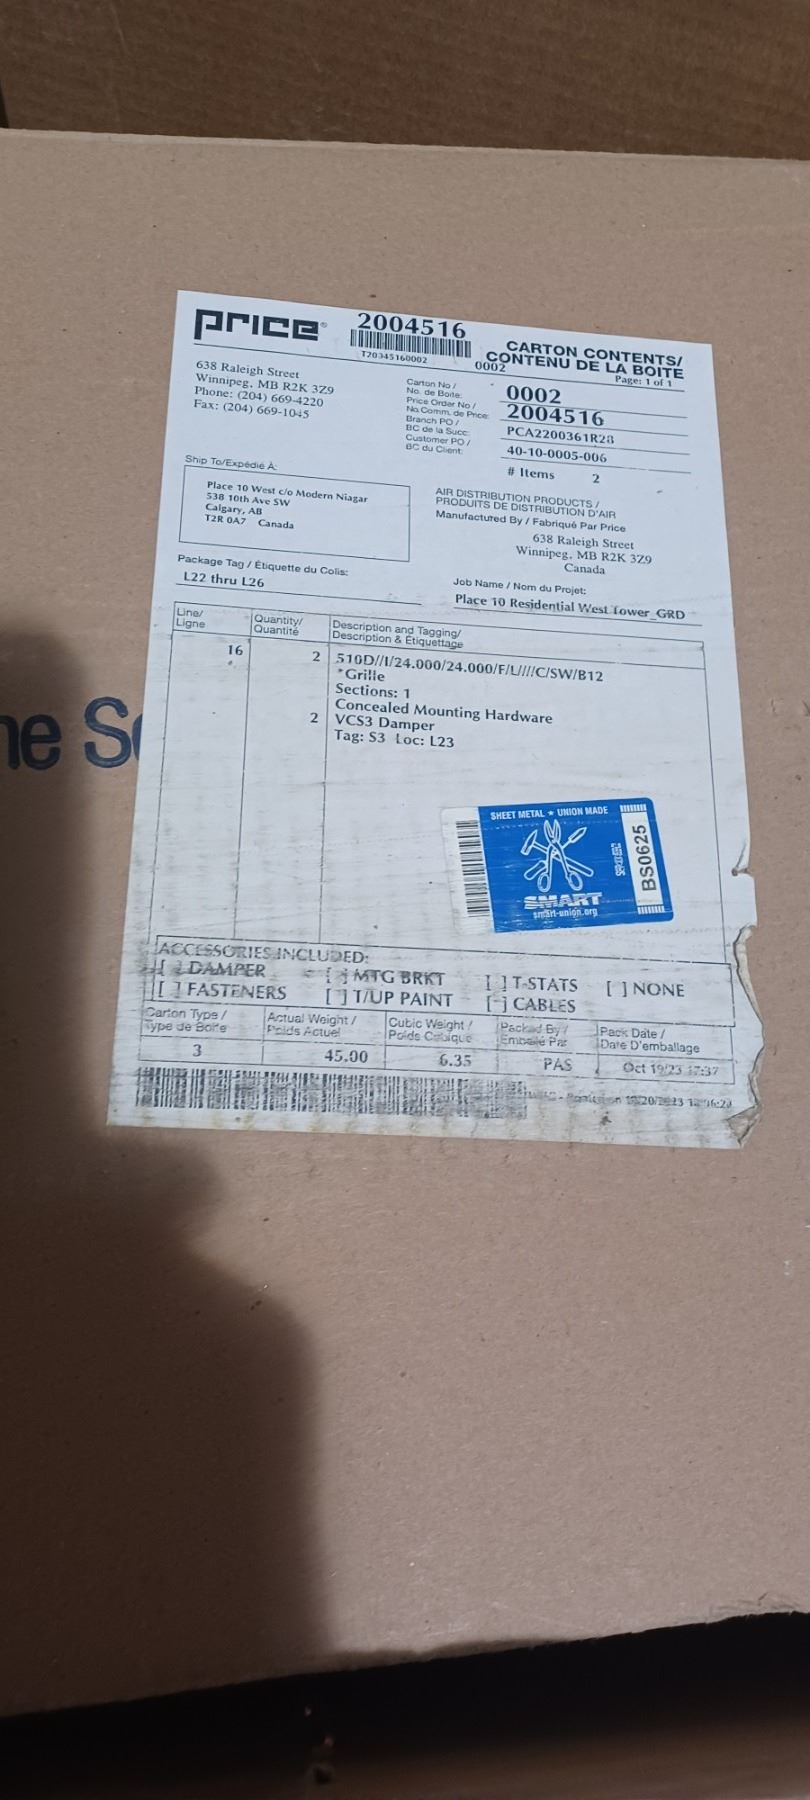 price® 2004516
T20345160002
0002
CARTON CONTENTS/
CONTENU DE LA BOITE
Page: 1 of 1
638 Raleigh Street
Winnipeg, MB R2K 3Z9
Phone: (204) 669-4220
Fax: (204) 669-1045
Carton No /
No. de Boite: 0002
Price Order No /
No Comm. de Price: 2004516
Branch PO /
BC de la Succ: PCA2200361R28
Customer PO /
BC du Client: 40-10-0005-006
# Items 2
Ship To/Expédié À:
Place 10 West c/o Modern Niagar
538 10th Ave SW
Calgary, AB
T2R 0A7 Canada
AIR DISTRIBUTION PRODUCTS /
PRODUITS DE DISTRIBUTION D'AIR
Manufactured By / Fabriqué Par Price
638 Raleigh Street
Winnipeg, MB R2K 3Z9
Canada
Package Tag / Étiquette du Colis:
L22 thru L26
Job Name / Nom du Projet:
Place 10 Residential West Tower_GRD
Line/
Ligne
Quantity/
Quantité
Description and Tagging/
Description & Étiquettage
16 2 510D//I/24.000/24.000/F/L////C/SW/B12
*Grille
Sections: 1
Concealed Mounting Hardware
2 VCS3 Damper
Tag: S3 Loc: L23
he S
SHEET METAL ★ UNION MADE
BS0625
SMART
smart-union.org
ACCESSORIES INCLUDED:
[ ] DAMPER [ ] MTG BRKT [ ] T-STATS [ ] NONE
[ ] FASTENERS [ ] T/UP PAINT [ ] CABLES
Carton Type /
Type de Boite
Actual Weight /
Poids Actuel
Cubic Weight /
Poids Cubique
Packed By /
Emballé Par
Pack Date /
Date D'emballage
3 45.00 6.35 PAS Oct 19/23 17:37